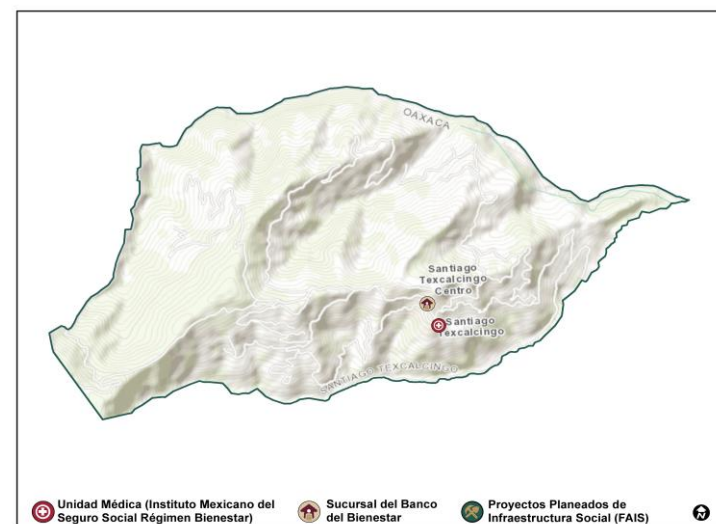 OAXACA
Santiago
Texcalcingo
Centro
Santiago
Texcalcingo
SANTIAGO TEXCALCINGO
Unidad Médica (Instituto Mexicano del
Seguro Social Régimen Bienestar)
Sucursal del Banco
del Bienestar
Proyectos Planeados de
Infraestructura Social (FAIS)
N